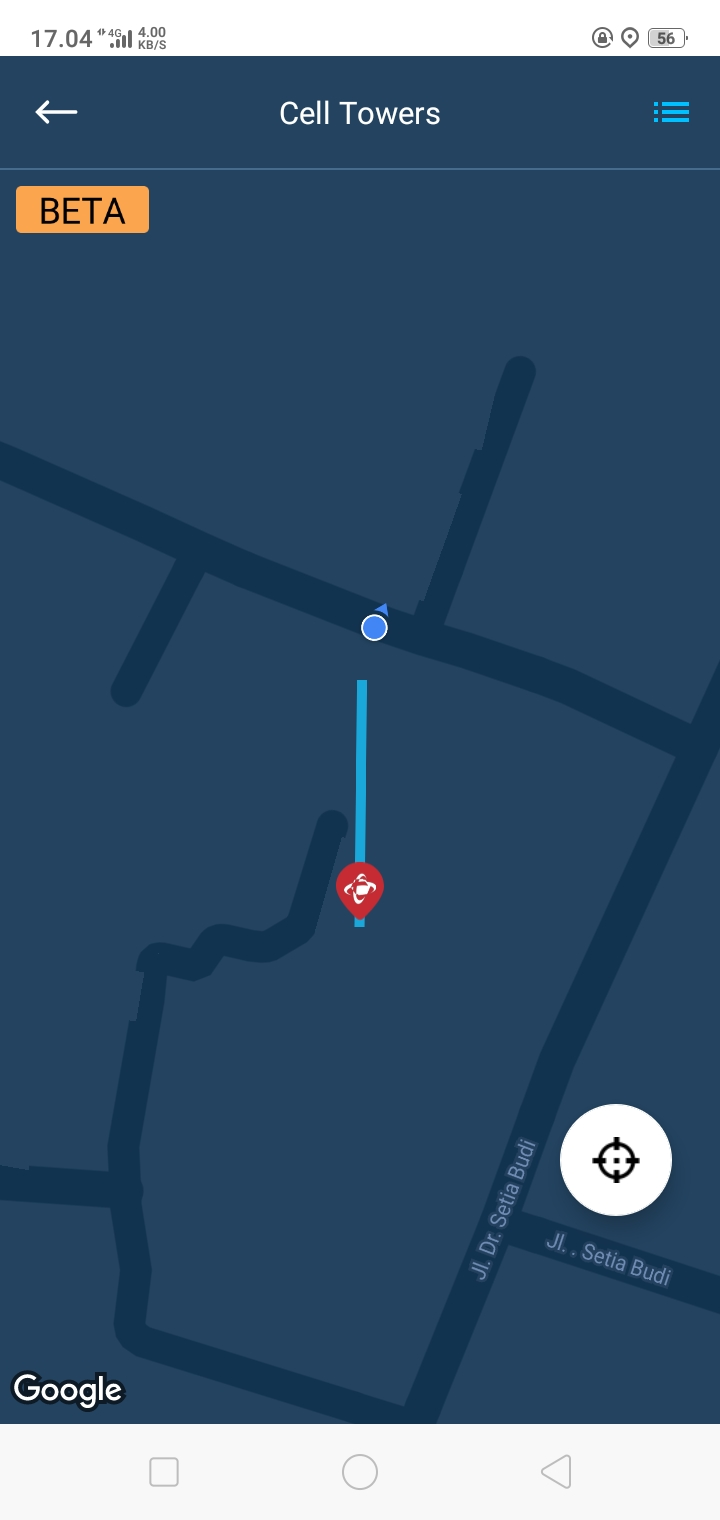 17.04 4G 4.00 KB/S 56
Cell Towers
BETA
Jl. Dr. Setia Budi
Jl. . Setia Budi
Google